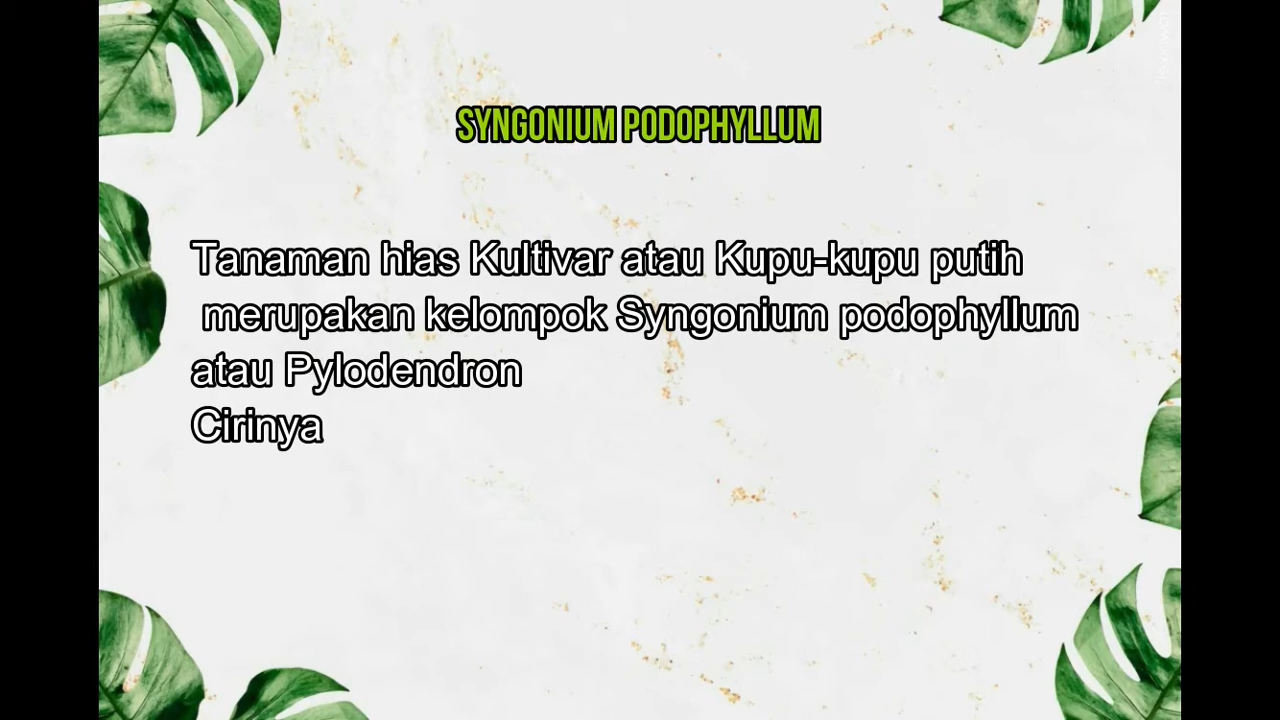 SYNGONIUM PODOPHYLLUM
Tanaman hias Kultivar atau Kupu-kupu putih
merupakan kelompok Syngonium podophyllum
atau Pylodendron
Cirinya